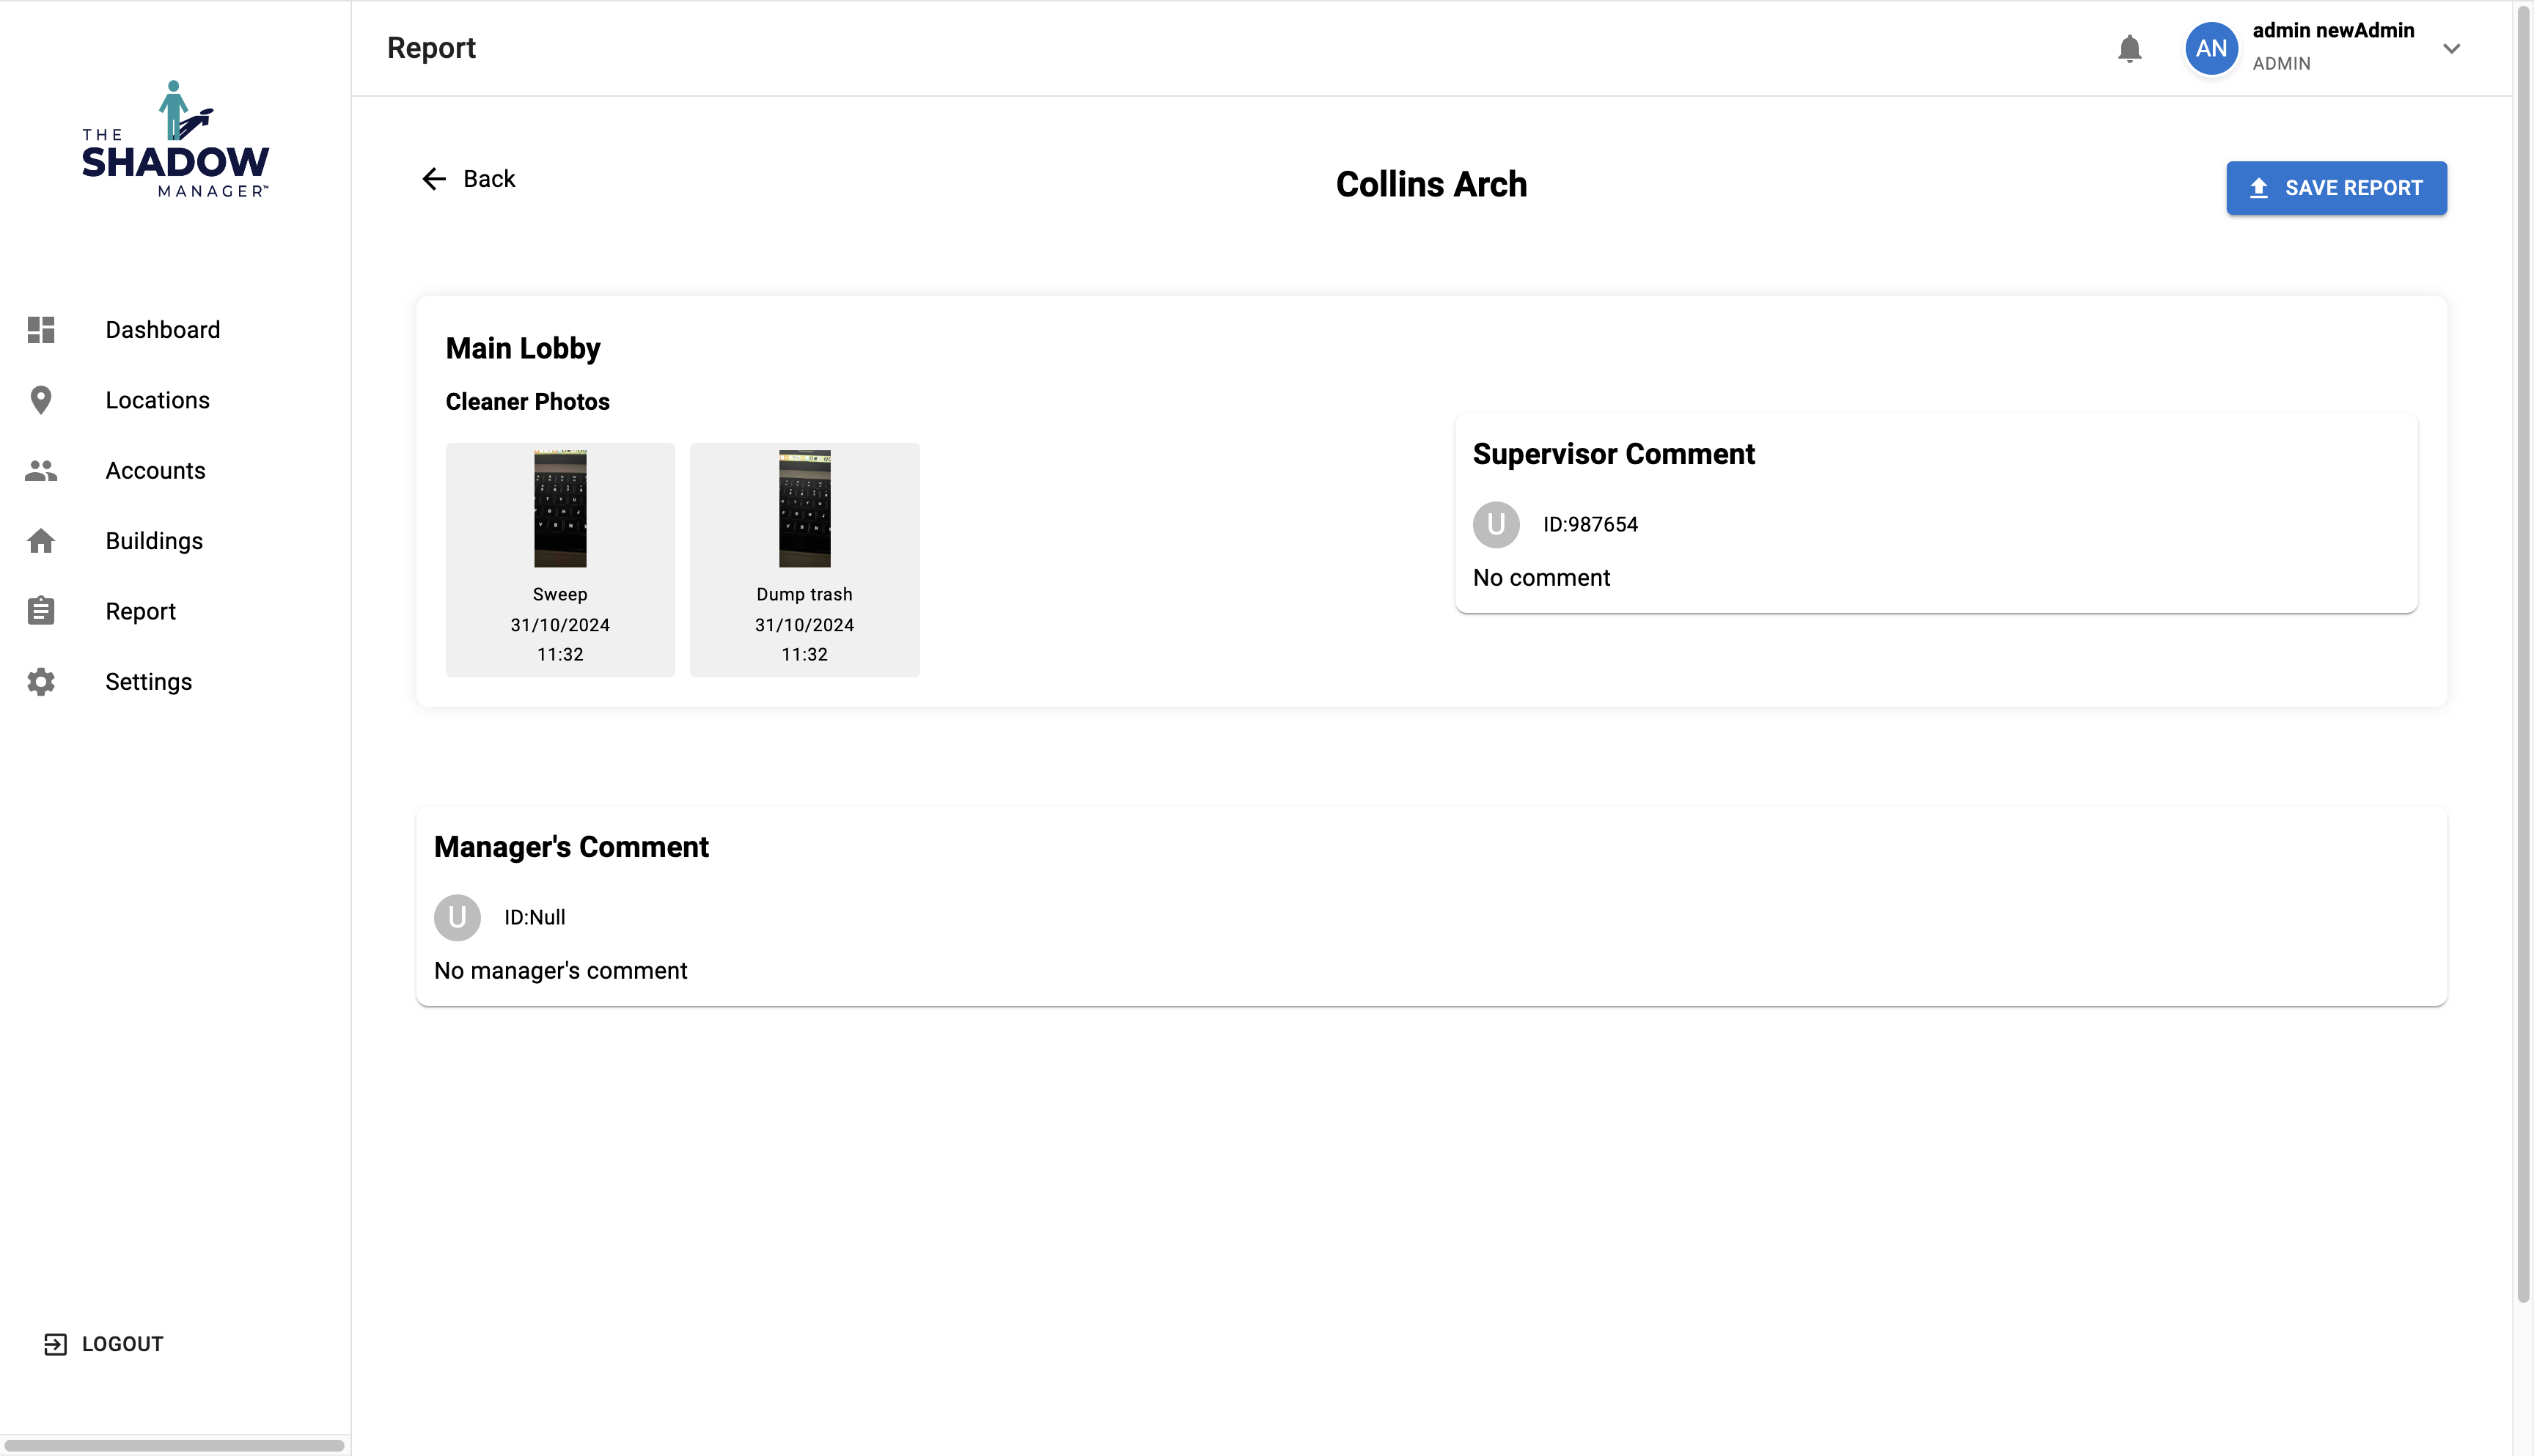 THE
SHADOW
MANAGER™
Dashboard
Locations
Accounts
Buildings
Report
Settings
LOGOUT
Report
AN
admin newAdmin
ADMIN
Back
Collins Arch
SAVE REPORT
Main Lobby
Cleaner Photos
Sweep
31/10/2024
11:32
Dump trash
31/10/2024
11:32
Supervisor Comment
U
ID:987654
No comment
Manager's Comment
U
ID:Null
No manager's comment